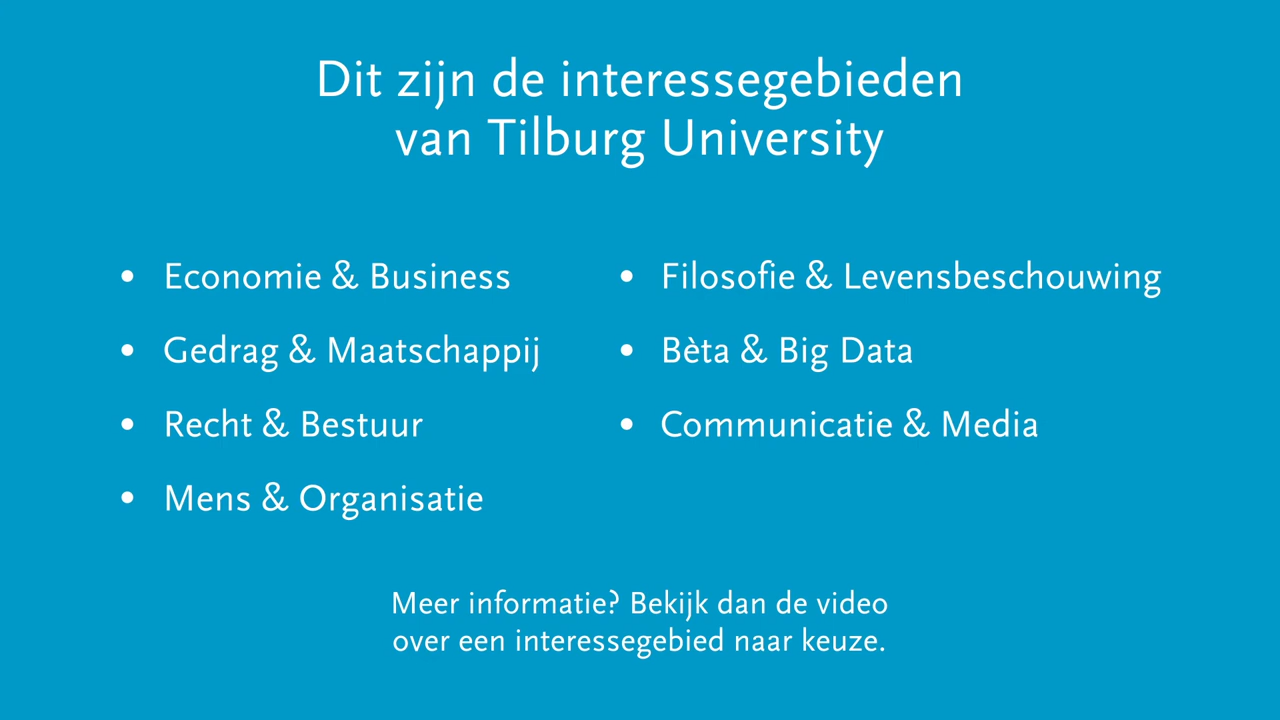 Dit zijn de interessegebieden
van Tilburg University
• Economie & Business
• Gedrag & Maatschappij
• Recht & Bestuur
• Mens & Organisatie
• Filosofie & Levensbeschouwing
• Bèta & Big Data
• Communicatie & Media
Meer informatie? Bekijk dan de video
over een interessegebied naar keuze.